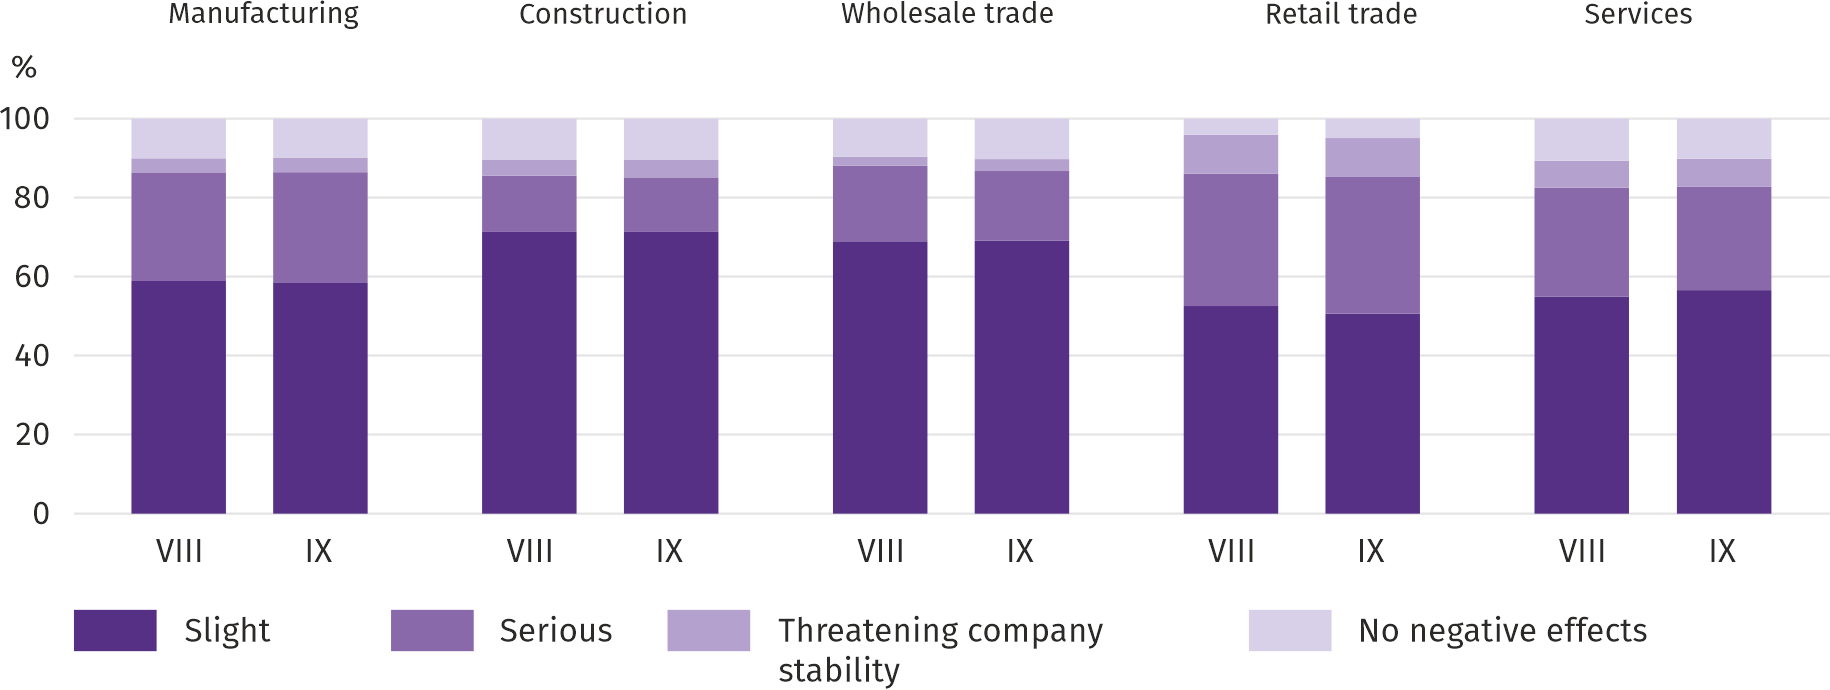 Manufacturing Construction Wholesale trade Retail trade Services
%
100
80
60
40
20
0
VIII IX VIII IX VIII IX VIII IX VIII IX
Slight Serious Threatening company No negative effects
stability